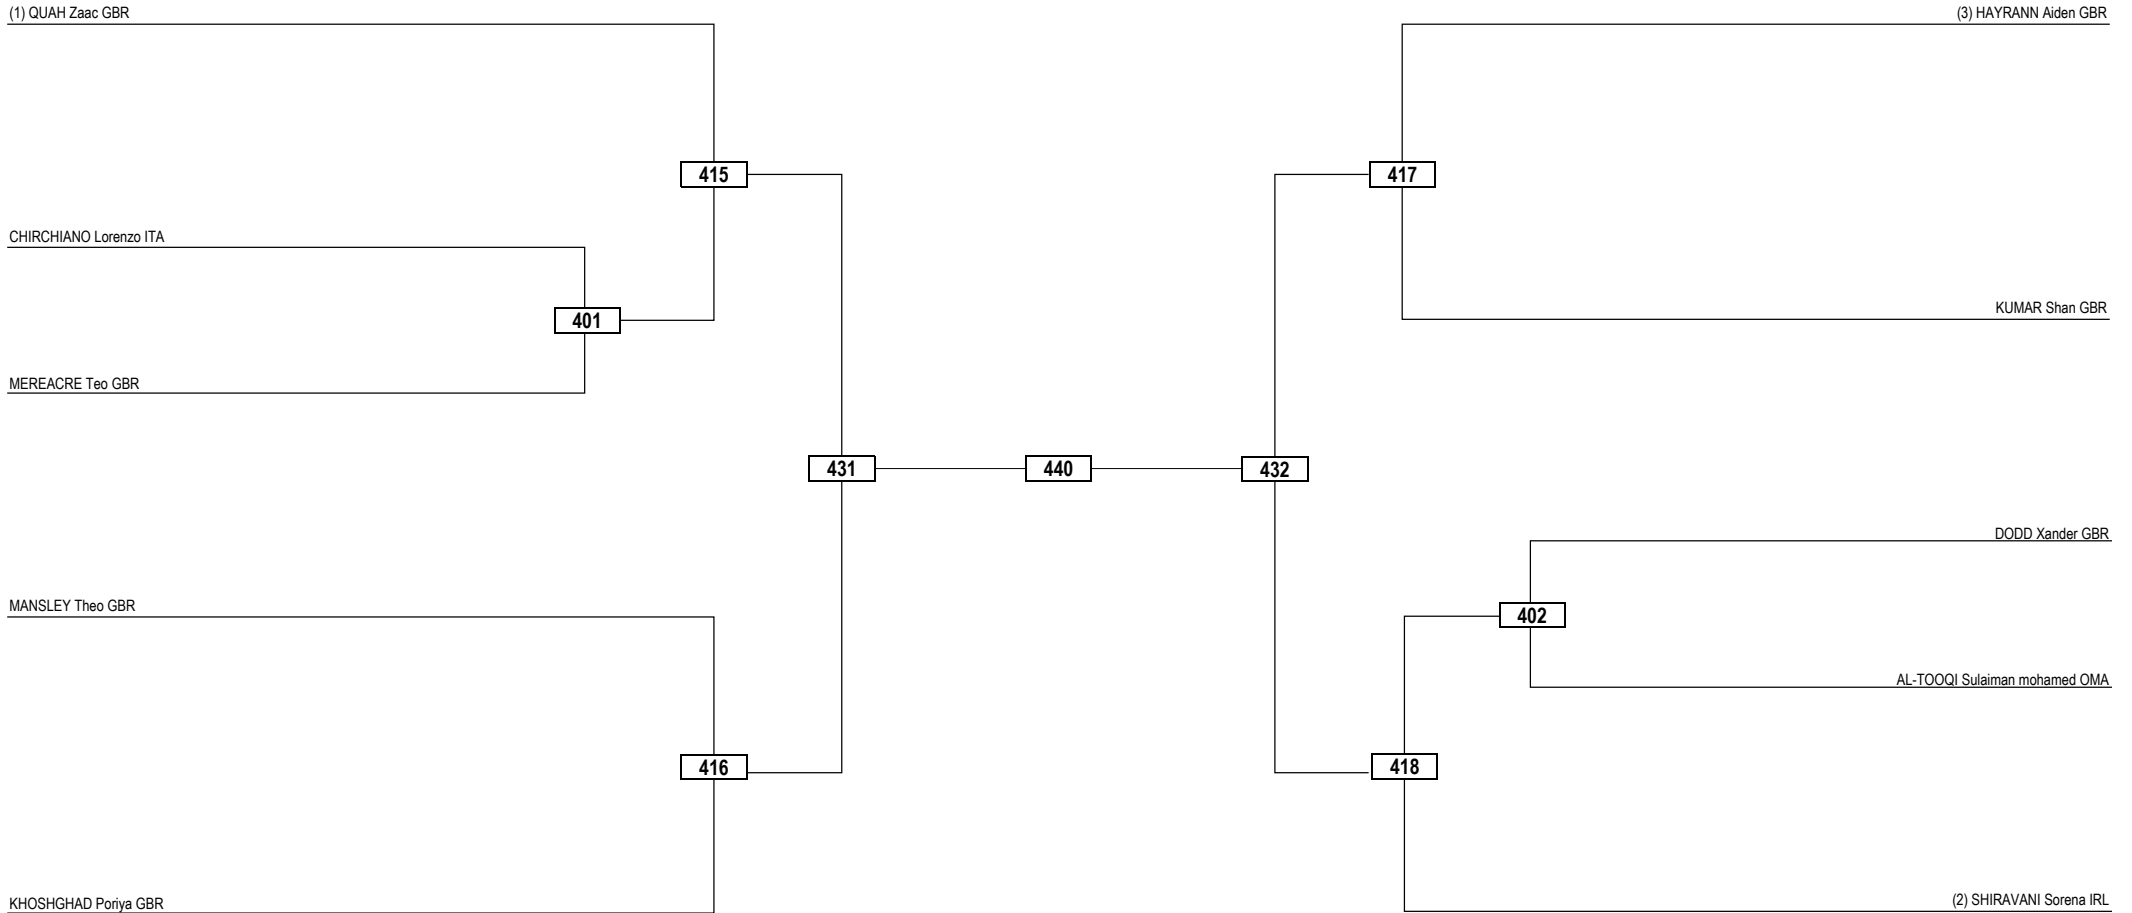 (1) QUAH Zaac GBR
(3) HAYRANN Aiden GBR
415
417
CHIRCHIANO Lorenzo ITA
401
KUMAR Shan GBR
MEREACRE Teo GBR
431
440
432
DODD Xander GBR
MANSLEY Theo GBR
402
AL-TOOQI Sulaiman mohamed OMA
416
418
KHOSHGHAD Poriya GBR
(2) SHIRAVANI Sorena IRL